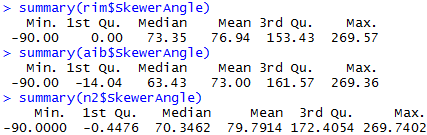 > summary(rim$SkewerAngle)
Min. 1st Qu. Median Mean 3rd Qu. Max.
-90.00 0.00 73.35 76.94 153.43 269.57
> summary(aib$SkewerAngle)
Min. 1st Qu. Median Mean 3rd Qu. Max.
-90.00 -14.04 63.43 73.00 161.57 269.36
> summary(n2$SkewerAngle)
Min. 1st Qu. Median Mean 3rd Qu. Max.
-90.0000 -0.4476 70.3462 79.7914 172.4054 269.7402